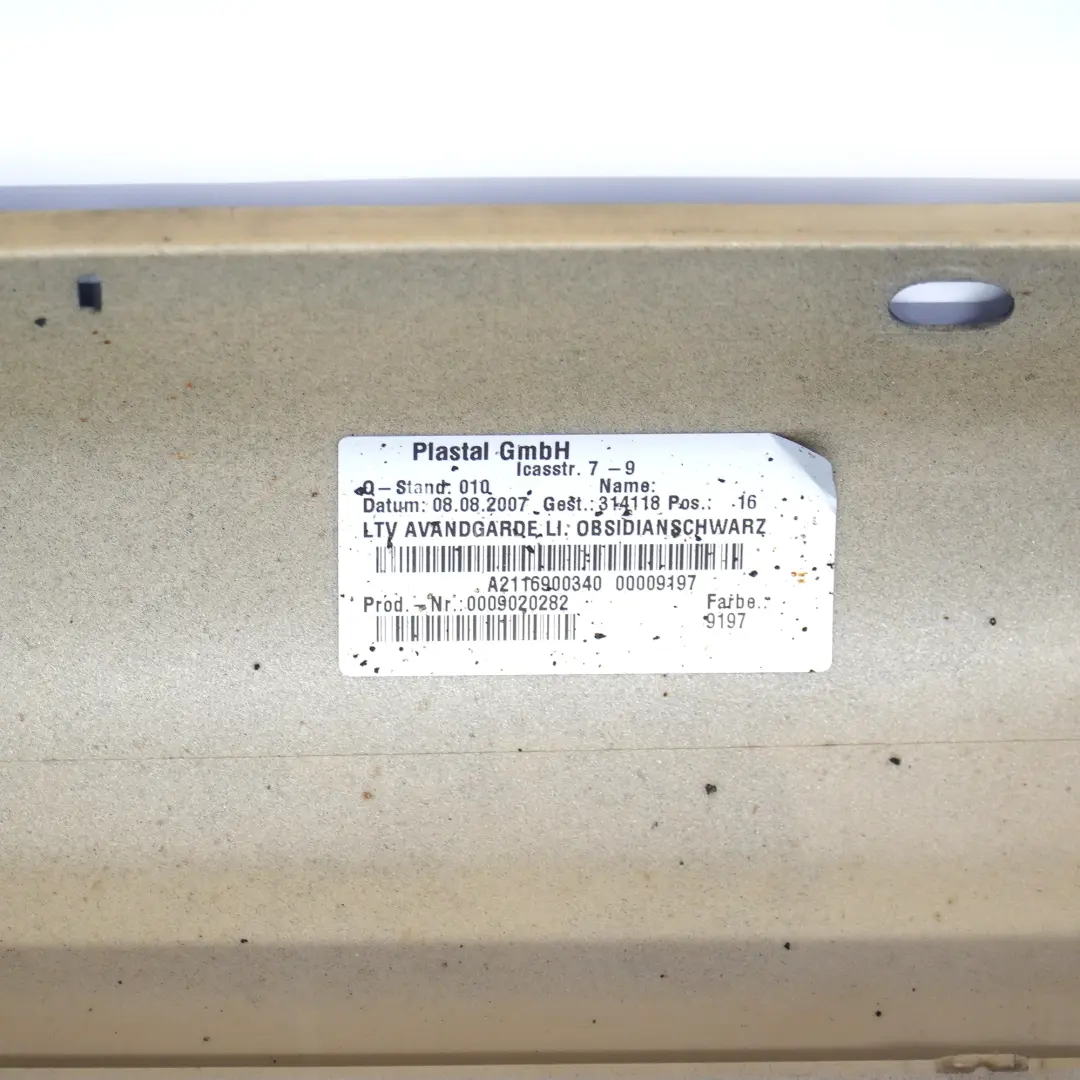 Plastal GmbH
Icasstr. 7 - 9
Q-Stand: 010 Name:
Datum: 08.08.2007 Gest.: 314118 Pos.: 16
LTV AVANDGARDE LI. OBSIDIANSCHWARZ
A2116900340 00009197
Prod. - Nr.: 0009020282 Farbe.:
9197